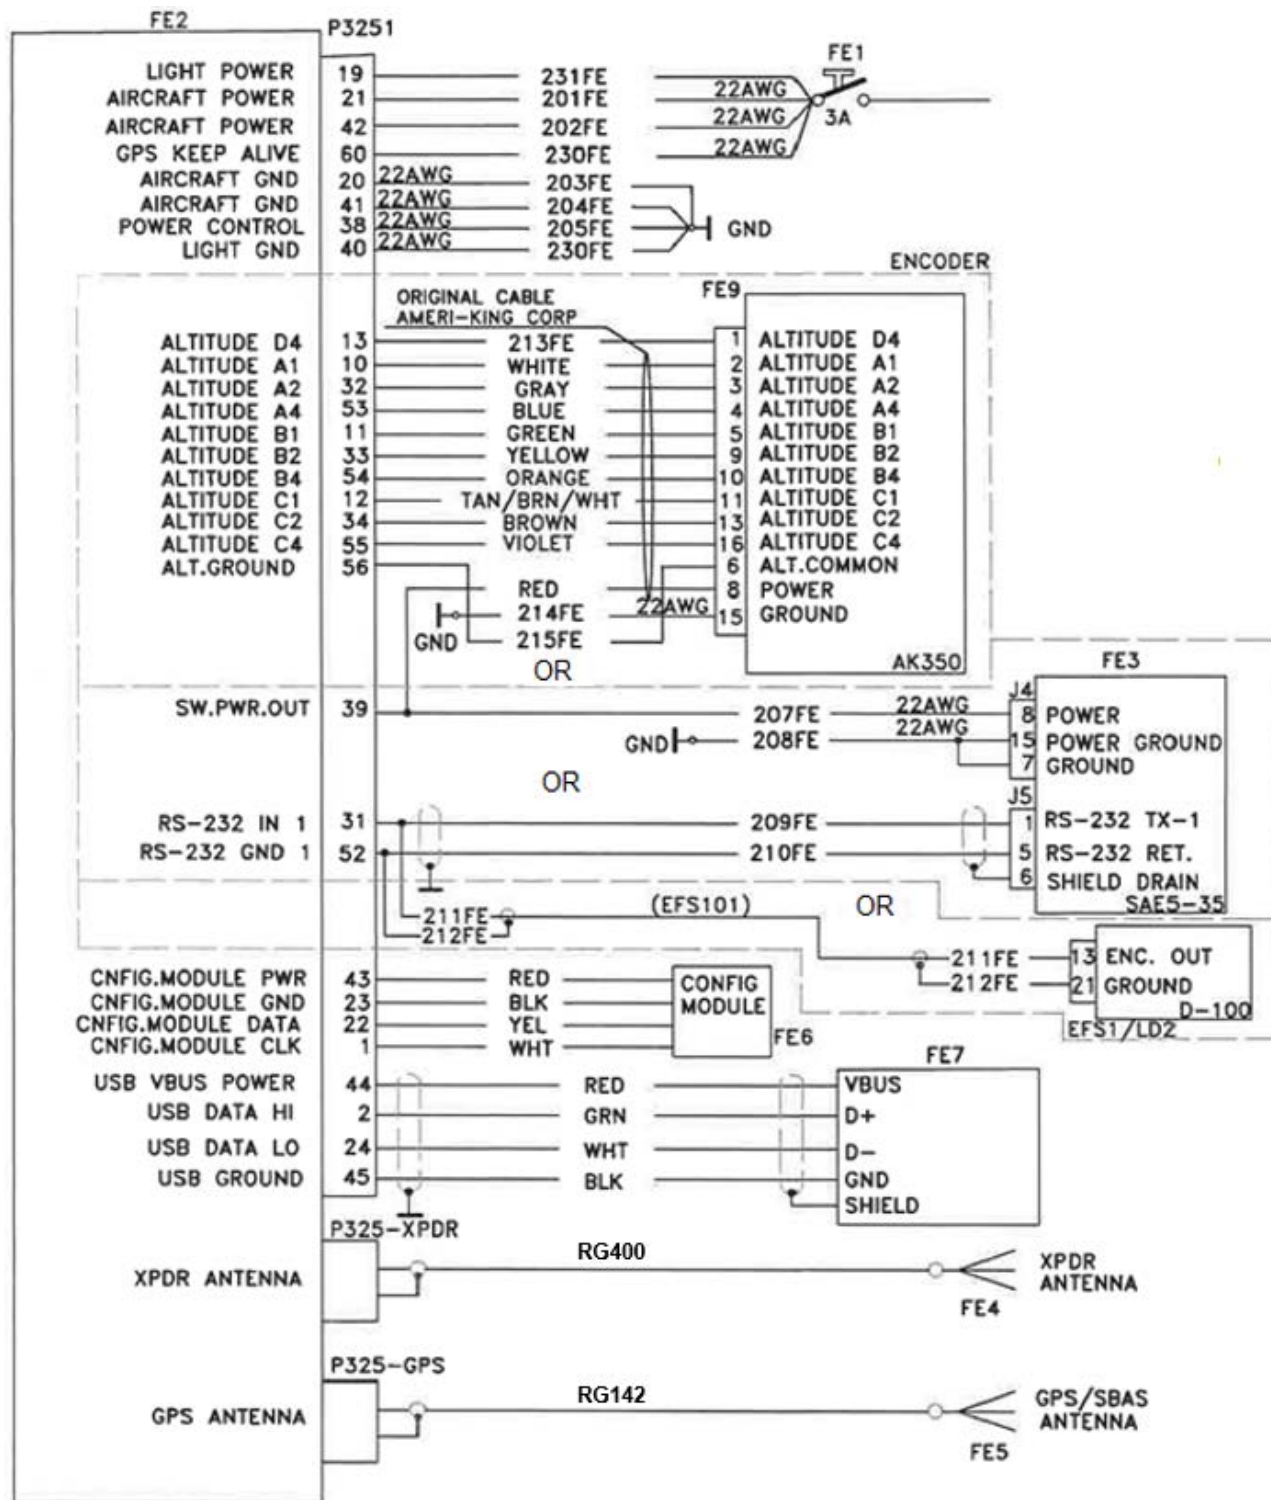 FE2 P3251
FE1
LIGHT POWER 19 231FE
AIRCRAFT POWER 21 201FE 22AWG
3A
AIRCRAFT POWER 42 202FE 22AWG
GPS KEEP ALIVE 60 230FE 22AWG
AIRCRAFT GND 20 22AWG 203FE
AIRCRAFT GND 41 22AWG 204FE
POWER CONTROL 38 22AWG 205FE GND
LIGHT GND 40 22AWG 230FE
ENCODER
ORIGINAL CABLE
AMERI-KING CORP
FE9
ALTITUDE D4 13 213FE 1 ALTITUDE D4
ALTITUDE A1 10 WHITE 2 ALTITUDE A1
ALTITUDE A2 32 GRAY 3 ALTITUDE A2
ALTITUDE A4 53 BLUE 4 ALTITUDE A4
ALTITUDE B1 11 GREEN 5 ALTITUDE B1
ALTITUDE B2 33 YELLOW 9 ALTITUDE B2
ALTITUDE B4 54 ORANGE 10 ALTITUDE B4
ALTITUDE C1 12 TAN/BRN/WHT 11 ALTITUDE C1
ALTITUDE C2 34 BROWN 13 ALTITUDE C2
ALTITUDE C4 55 VIOLET 16 ALTITUDE C4
ALT.GROUND 56 6 ALT.COMMON
RED 8 POWER
214FE 22AWG 15 GROUND
GND 215FE
OR
AK350
FE3
J4
SW.PWR.OUT 39 207FE 22AWG 8 POWER
GND 208FE 22AWG 15 POWER GROUND
7 GROUND
OR
J5
RS-232 IN 1 31 209FE 1 RS-232 TX-1
RS-232 GND 1 52 210FE 5 RS-232 RET.
6 SHIELD DRAIN
SAE5-35
211FE (EFS101) OR
212FE
211FE 13 ENC. OUT
212FE 21 GROUND
D-100
EFS1/LD2
CNFIG.MODULE PWR 43 RED CONFIG
CNFIG.MODULE GND 23 BLK MODULE
CNFIG.MODULE DATA 22 YEL
CNFIG.MODULE CLK 1 WHT FE6
FE7
USB VBUS POWER 44 RED VBUS
USB DATA HI 2 GRN D+
USB DATA LO 24 WHT D-
USB GROUND 45 BLK GND
SHIELD
P325-XPDR
XPDR ANTENNA RG400 XPDR
ANTENNA
FE4
P325-GPS
GPS ANTENNA RG142 GPS/SBAS
ANTENNA
FE5